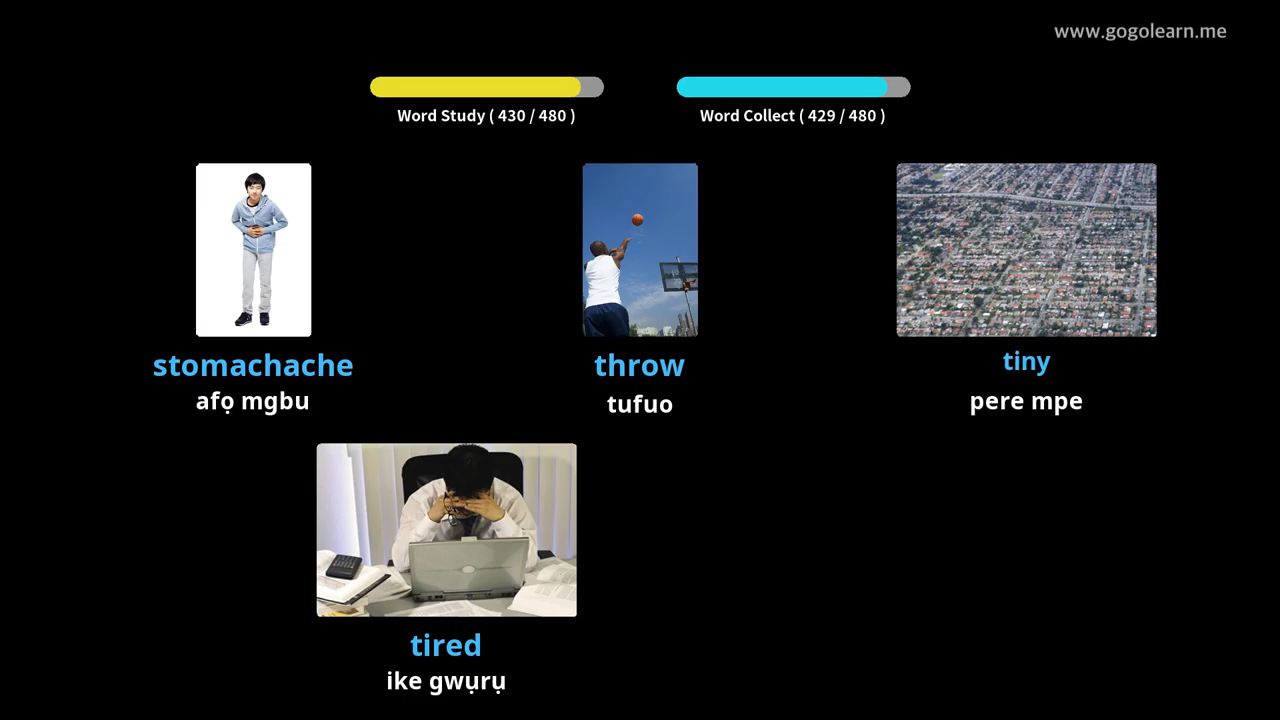 www.gogolearn.me
Word Study ( 430 / 480 )
Word Collect ( 429 / 480 )
stomachache
afọ mgbu
throw
tufuo
tiny
pere mpe
tired
ike gwụrụ